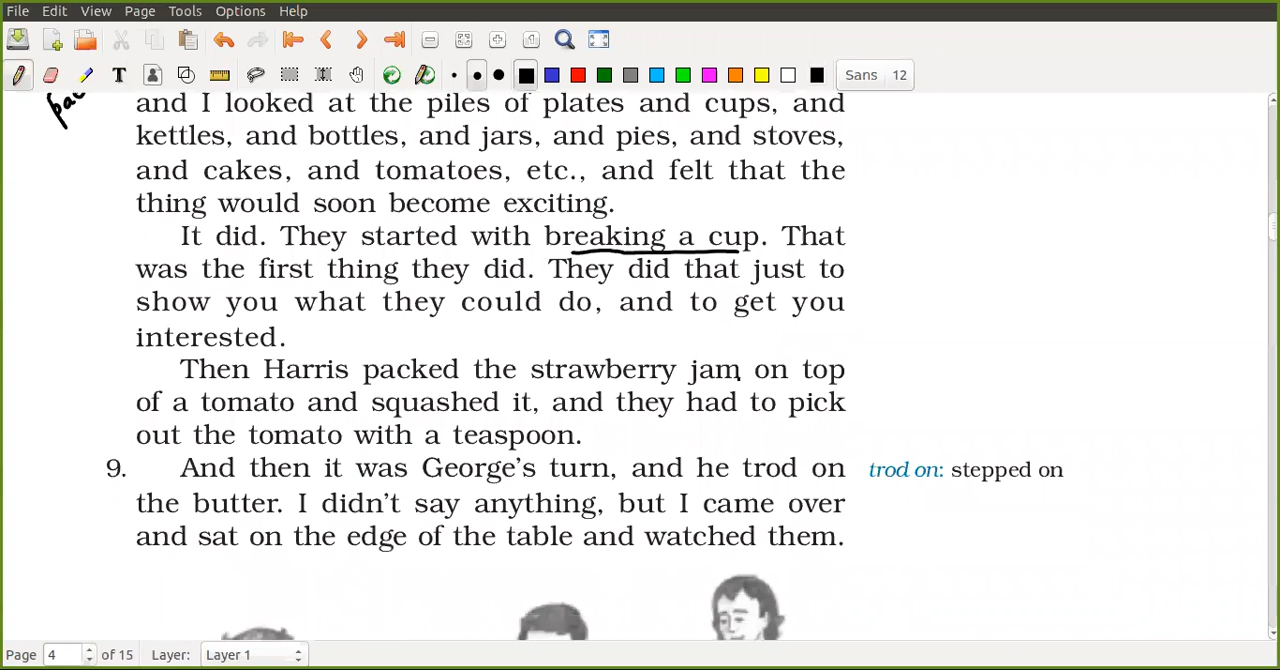 File Edit View Page Tools Options Help
Sans 12
and I looked at the piles of plates and cups, and
kettles, and bottles, and jars, and pies, and stoves,
and cakes, and tomatoes, etc., and felt that the
thing would soon become exciting.
It did. They started with breaking a cup. That
was the first thing they did. They did that just to
show you what they could do, and to get you
interested.
Then Harris packed the strawberry jam on top
of a tomato and squashed it, and they had to pick
out the tomato with a teaspoon.
9. And then it was George's turn, and he trod on trod on: stepped on
the butter. I didn't say anything, but I came over
and sat on the edge of the table and watched them.
Page 4 of 15 Layer: Layer 1